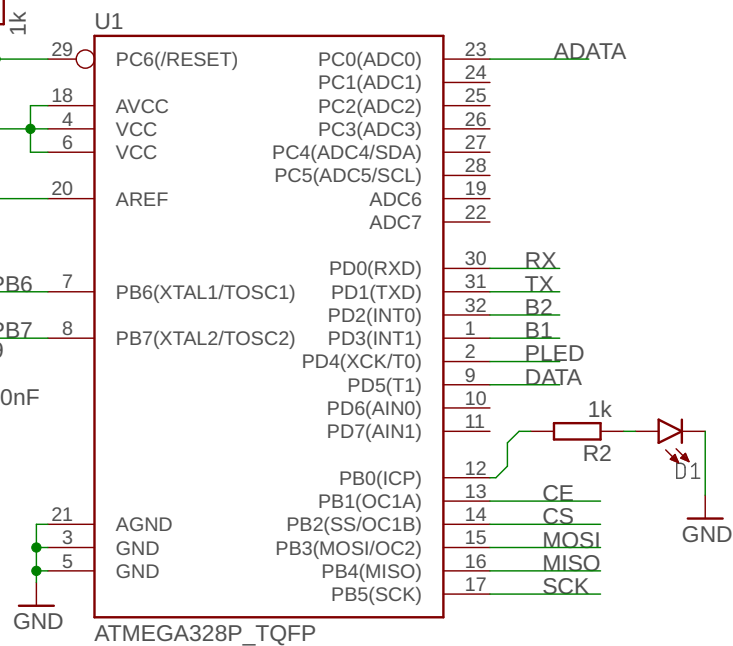 1k
U1
29 PC6(/RESET) PC0(ADC0) 23 ADATA
PC1(ADC1) 24
18 AVCC PC2(ADC2) 25
4 VCC PC3(ADC3) 26
6 VCC PC4(ADC4/SDA) 27
PC5(ADC5/SCL) 28
20 AREF ADC6 19
ADC7 22
PD0(RXD) 30 RX
PB6 7 PB6(XTAL1/TOSC1) PD1(TXD) 31 TX
PD2(INT0) 32 B2
PB7 8 PB7(XTAL2/TOSC2) PD3(INT1) 1 B1
PD4(XCK/T0) 2 PLED
PD5(T1) 9 DATA
0nF PD6(AIN0) 10
PD7(AIN1) 11
1k
R2
D1
GND
PB0(ICP) 12
PB1(OC1A) 13 CE
21 AGND PB2(SS/OC1B) 14 CS
3 GND PB3(MOSI/OC2) 15 MOSI
5 GND PB4(MISO) 16 MISO
PB5(SCK) 17 SCK
GND
ATMEGA328P_TQFP